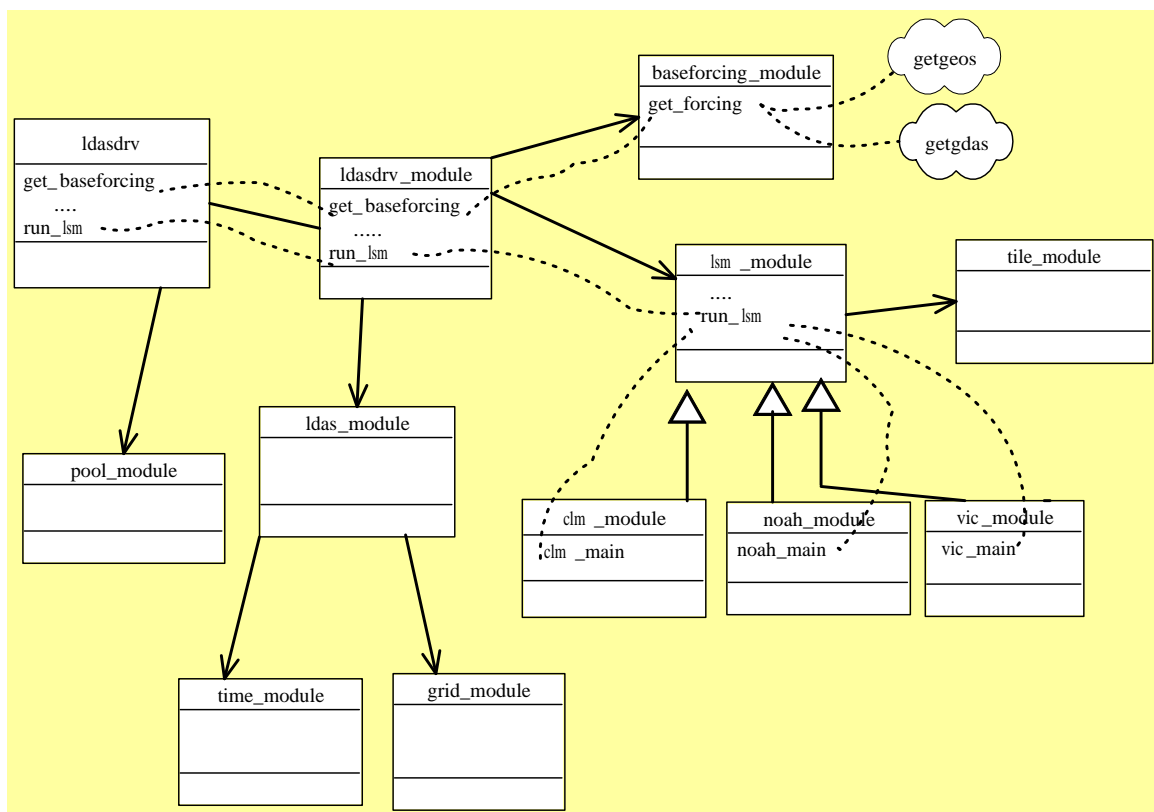 getgeos
baseforcing_module
get_forcing
getgdas
ldasdrv
get_baseforcing
....
run_lsm
ldasdrv_module
get_baseforcing
.....
run_lsm
lsm _module
....
run_lsm
tile_module
ldas_module
pool_module
clm _module
clm _main
noah_module
noah_main
vic_module
vic_main
time_module
grid_module